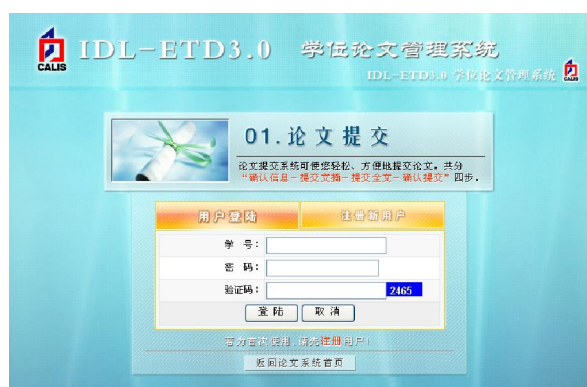 CALIS
IDL-ETD3.0 学位论文管理系统
IDL-ETD3.0 学位论文管理系统
01.论文提交
论文提交系统可使您轻松、方便地提交论文。共分
“确认信息-提交文摘-提交全文-确认提交”四步。
用户登陆 注册新用户
学 号:
密 码:
验证码: 2465
登 陆 取 消
若为首次使用,请先注册用户!
返回论文系统首页